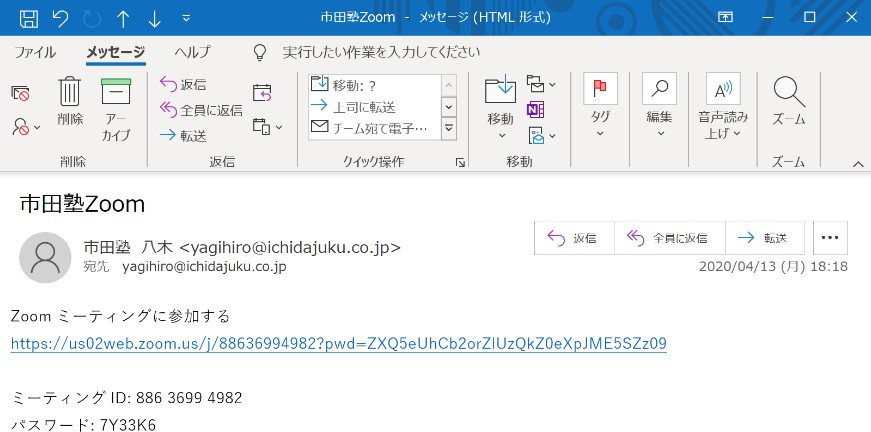 市田塾Zoom - メッセージ (HTML 形式)
ファイル メッセージ ヘルプ 実行したい作業を入力してください
削除
アーカイブ
削除
返信
全員に返信
転送
返信
移動: ?
上司に転送
チーム宛て電子…
クイック操作
移動
移動
タグ
編集
音声読み上げ
ズーム
ズーム
市田塾Zoom
市田塾 八木 <yagihiro@ichidajuku.co.jp>
宛先 yagihiro@ichidajuku.co.jp
返信 全員に返信 転送
2020/04/13 (月) 18:18
Zoom ミーティングに参加する
https://us02web.zoom.us/j/88636994982?pwd=ZXQ5eUhCb2orZlUzQkZ0eXpJME5SZz09
ミーティング ID: 886 3699 4982
パスワード: 7Y33K6